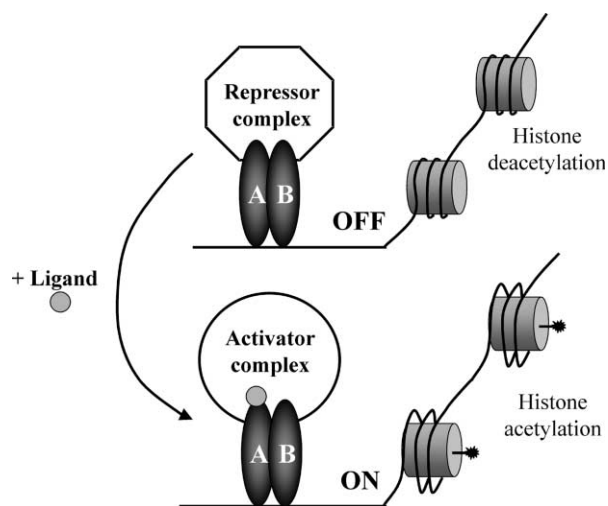 Repressor
complex
Histone
deacetylation
A B
OFF
+ Ligand
Activator
complex
Histone
acetylation
A B
ON